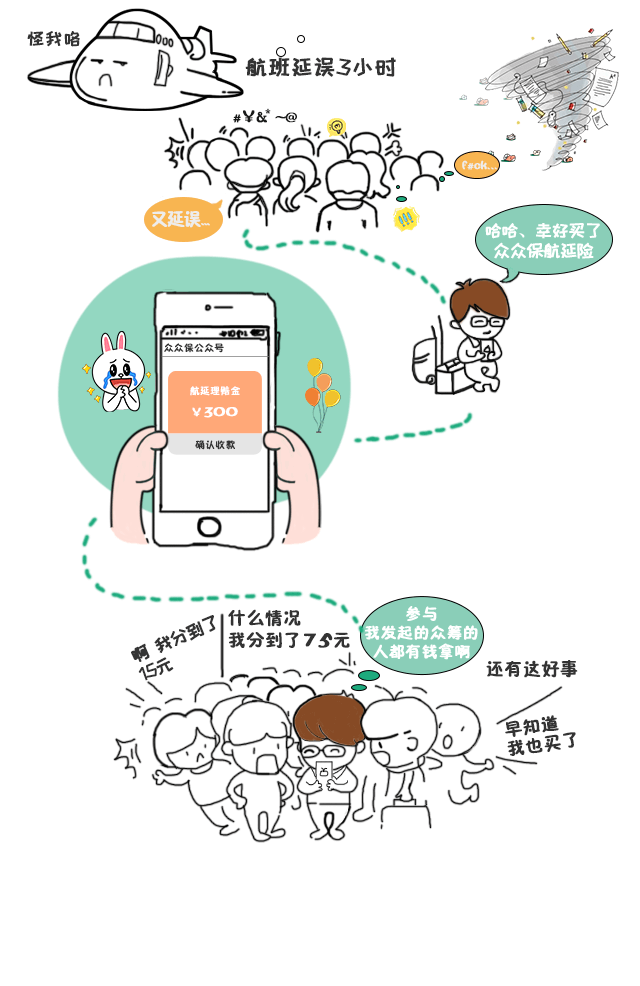 怪我咯
航班延误3小时
#¥&* ~@
f#ck...
又延误...
哈哈、幸好买了
众众保航延险
众众保公众号
航延理赔金
¥300
确认收款
啊 我分到了
15元
什么情况
我分到了75元
参与
我发起的众筹的
人都有钱拿啊
还有这好事
早知道
我也买了